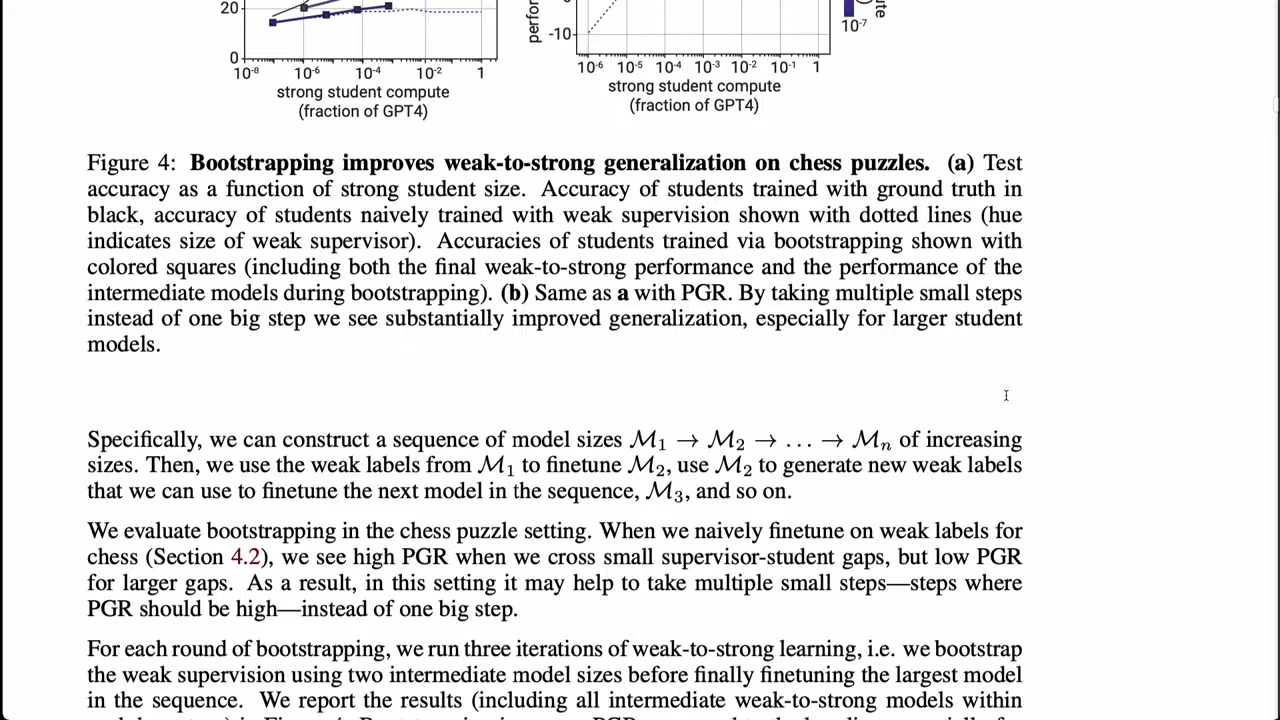 20
0
10-8 10-6 10-4 10-2 1
strong student compute
(fraction of GPT4)
perfor
-10
10-6 10-5 10-4 10-3 10-2 10-1 1
strong student compute
(fraction of GPT4)
10-7
Figure 4: Bootstrapping improves weak-to-strong generalization on chess puzzles. (a) Test
accuracy as a function of strong student size. Accuracy of students trained with ground truth in
black, accuracy of students naively trained with weak supervision shown with dotted lines (hue
indicates size of weak supervisor). Accuracies of students trained via bootstrapping shown with
colored squares (including both the final weak-to-strong performance and the performance of the
intermediate models during bootstrapping). (b) Same as a with PGR. By taking multiple small steps
instead of one big step we see substantially improved generalization, especially for larger student
models.
Specifically, we can construct a sequence of model sizes M1 → M2 → ... → Mn of increasing
sizes. Then, we use the weak labels from M1 to finetune M2, use M2 to generate new weak labels
that we can use to finetune the next model in the sequence, M3, and so on.
We evaluate bootstrapping in the chess puzzle setting. When we naively finetune on weak labels for
chess (Section 4.2), we see high PGR when we cross small supervisor-student gaps, but low PGR
for larger gaps. As a result, in this setting it may help to take multiple small steps—steps where
PGR should be high—instead of one big step.
For each round of bootstrapping, we run three iterations of weak-to-strong learning, i.e. we bootstrap
the weak supervision using two intermediate model sizes before finally finetuning the largest model
in the sequence. We report the results (including all intermediate weak-to-strong models within